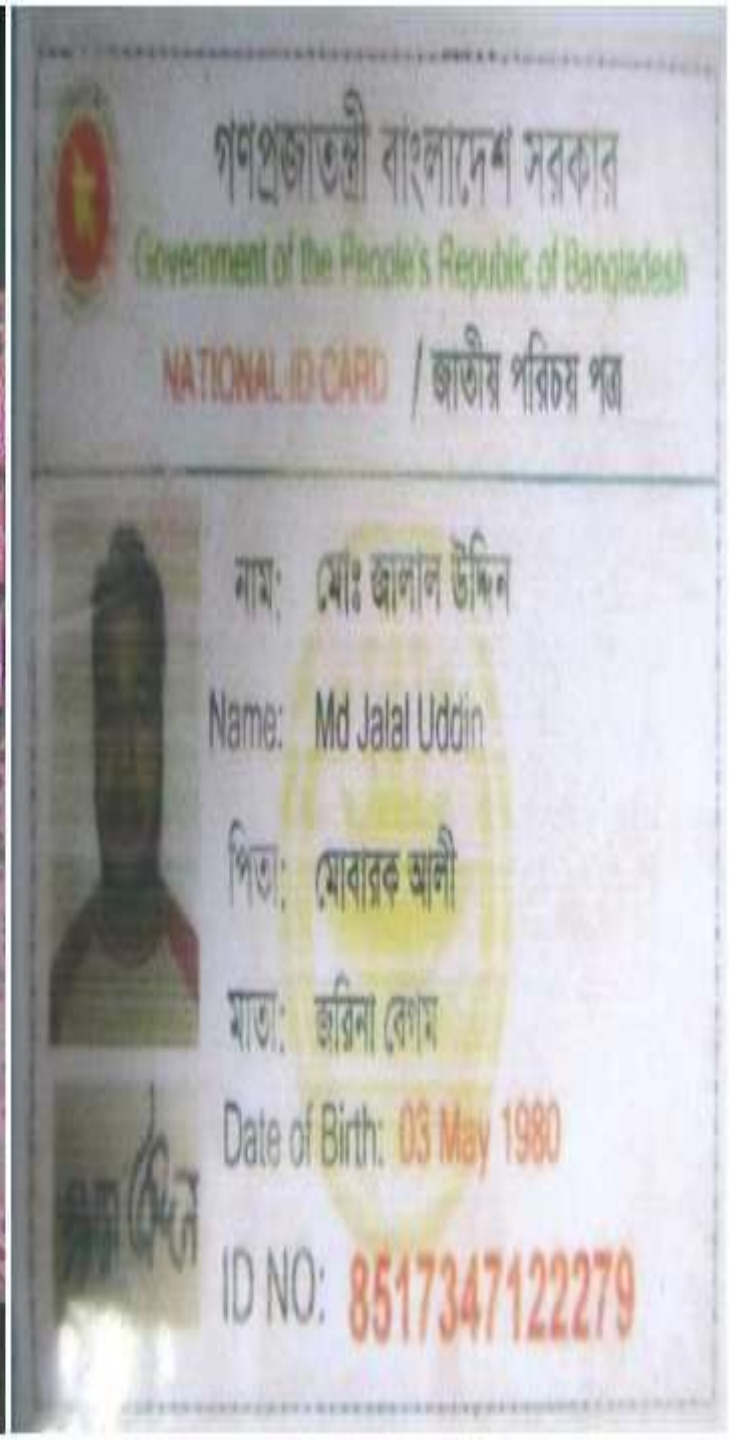 গণপ্রজাতন্ত্রী বাংলাদেশ সরকার
Government of the People's Republic of Bangladesh
NATIONAL ID CARD / জাতীয় পরিচয় পত্র
নাম: মোঃ জালাল উদ্দিন
Name: Md Jalal Uddin
পিতা: মোবারক আলী
মাতা: জরিনা বেগম
Date of Birth: 03 May 1980
ID NO: 8517347122279